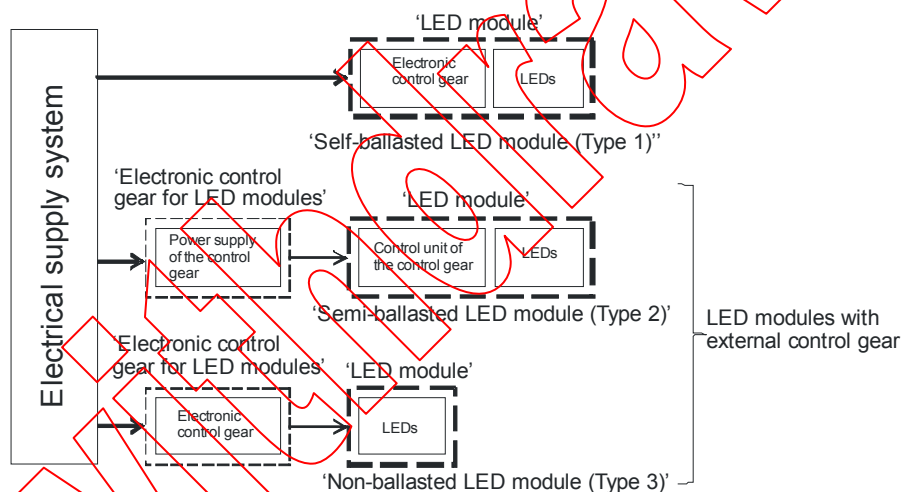 'LED module'
Electronic
control gear
LEDs
'Self-ballasted LED module (Type 1)''
Electrical supply system
'Electronic control
gear for LED modules'
'LED module'
Power supply
of the control
gear
Control unit of
the control gear
LEDs
'Semi-ballasted LED module (Type 2)'
LED modules with
external control gear
'Electronic control
gear for LED modules'
'LED module'
Electronic
control gear
LEDs
'Non-ballasted LED module (Type 3)'